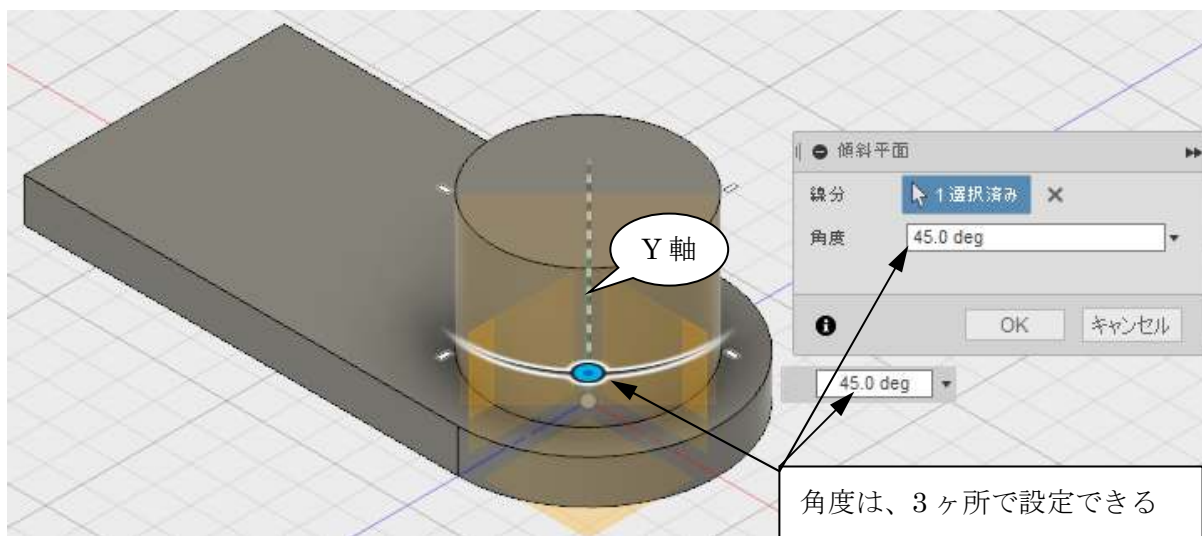 傾斜平面
線分 1 選択済み
角度 45.0 deg
Y 軸
OK キャンセル
45.0 deg
角度は、3 ヶ所で設定できる